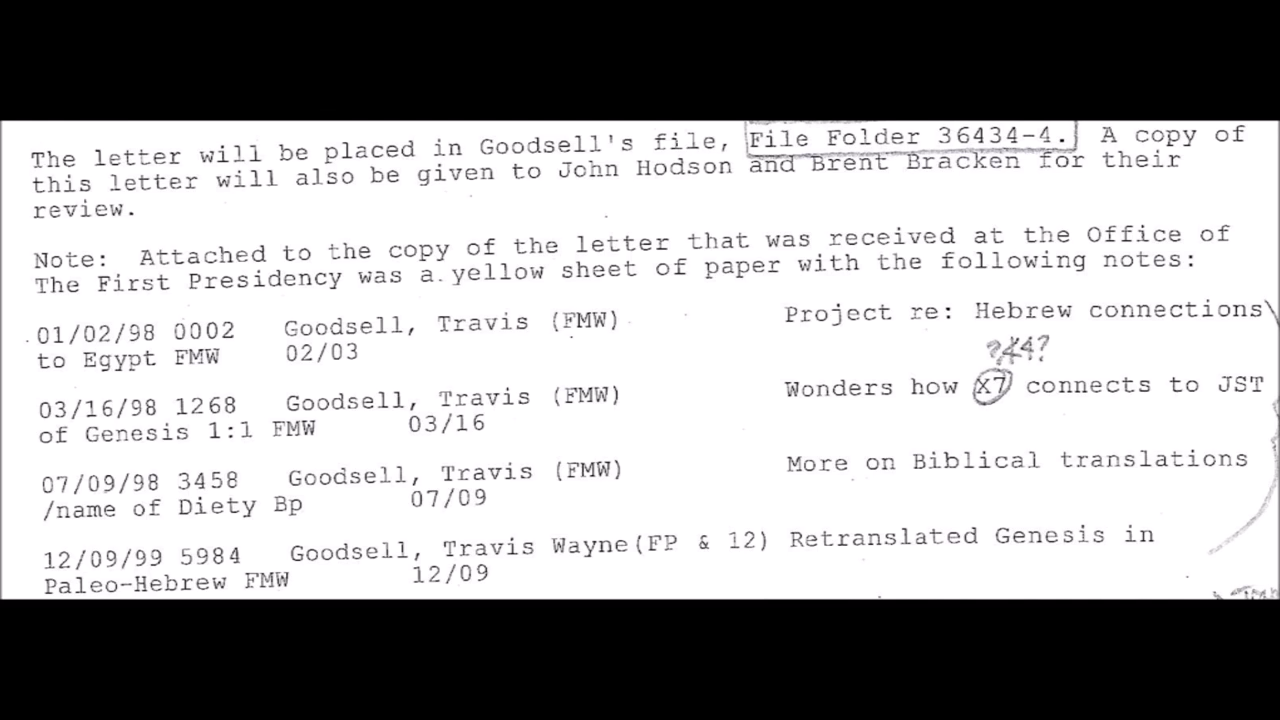 The letter will be placed in Goodsell's file, File Folder 36434-4. A copy of
this letter will also be given to John Hodson and Brent Bracken for their
review.
Note: Attached to the copy of the letter that was received at the Office of
The First Presidency was a yellow sheet of paper with the following notes:
01/02/98 0002 Goodsell, Travis (FMW) Project re: Hebrew connections
to Egypt FMW 02/03
03/16/98 1268 Goodsell, Travis (FMW) Wonders how X7 connects to JST
of Genesis 1:1 FMW 03/16
07/09/98 3458 Goodsell, Travis (FMW) More on Biblical translations
/name of Diety Bp 07/09
12/09/99 5984 Goodsell, Travis Wayne(FP & 12) Retranslated Genesis in
Paleo-Hebrew FMW 12/09